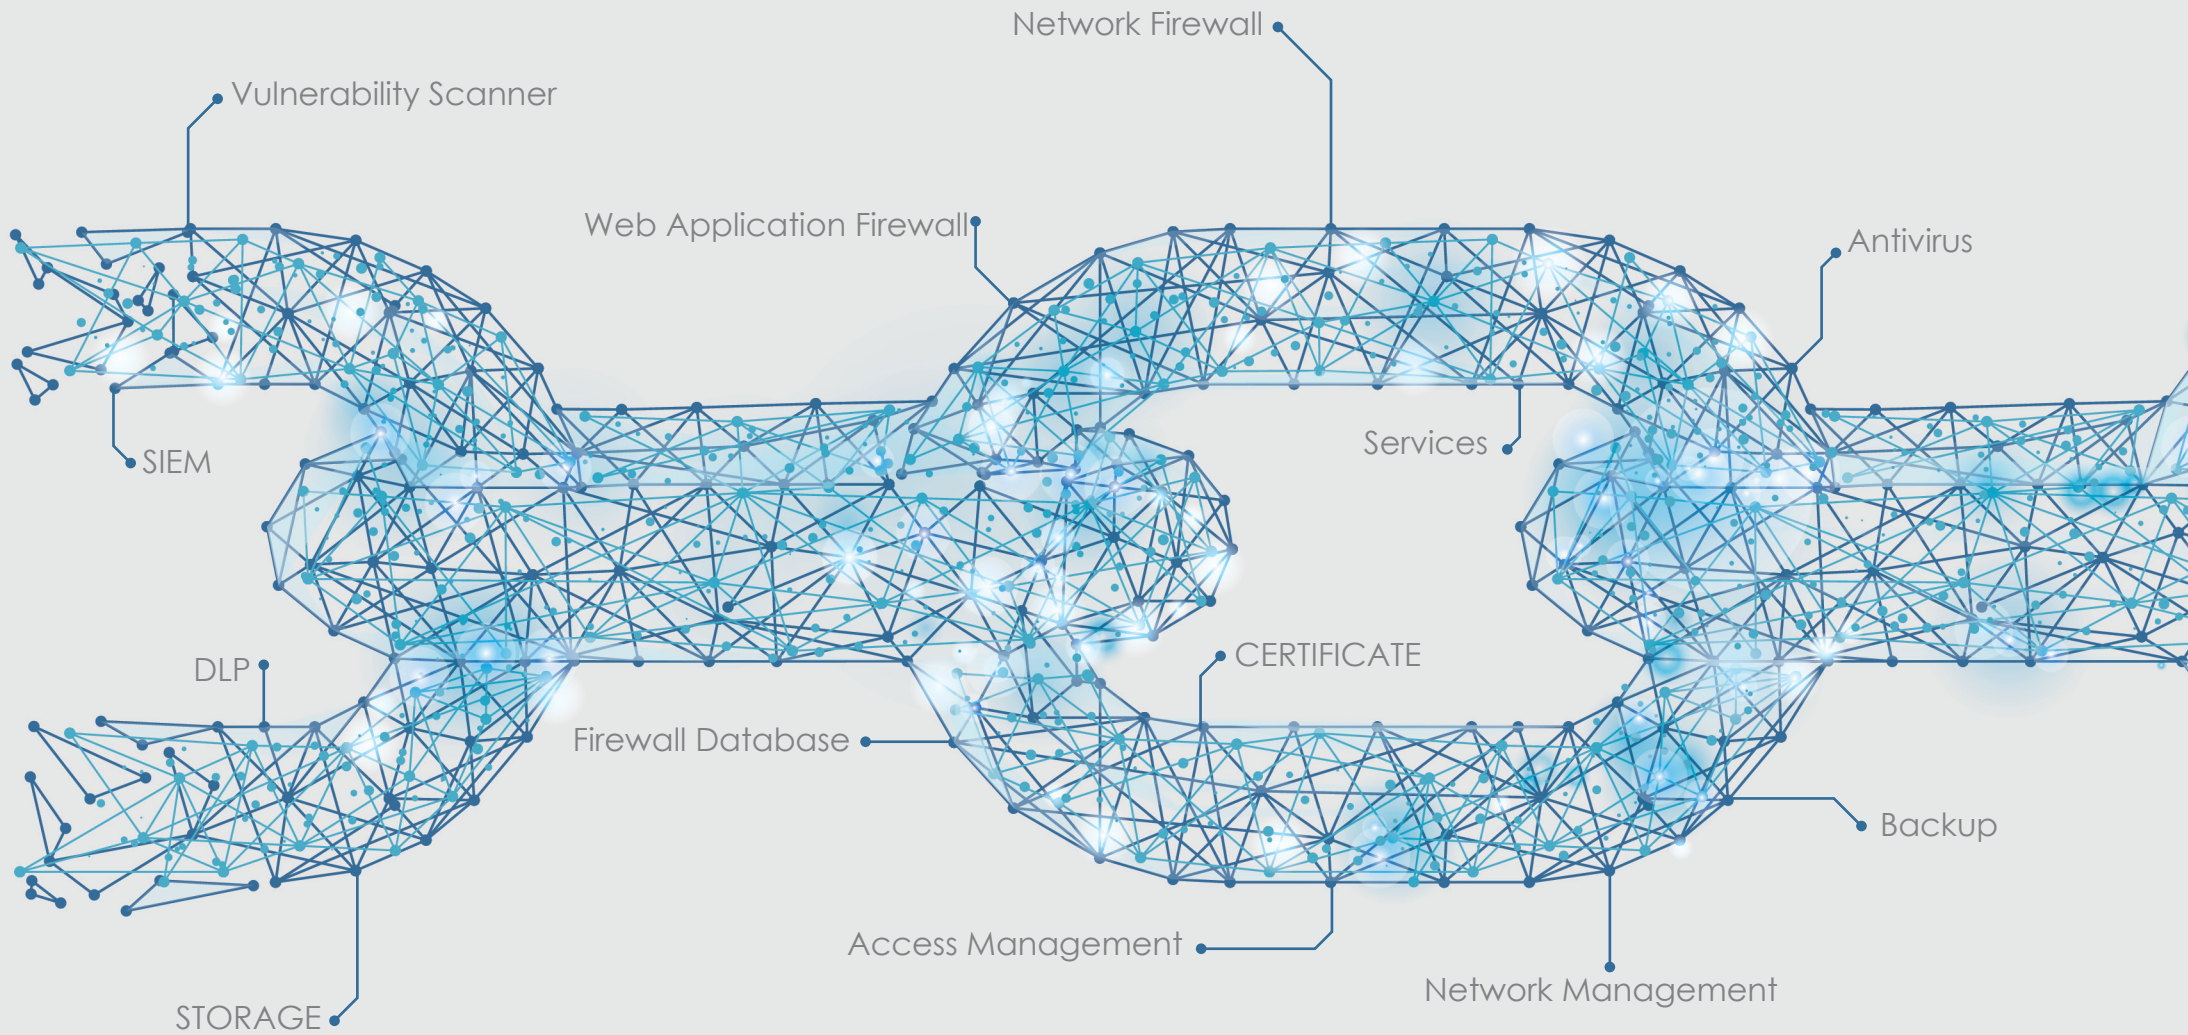 Network Firewall
Vulnerability Scanner
Web Application Firewall
Antivirus
Services
SIEM
CERTIFICATE
DLP
Firewall Database
Backup
Access Management
Network Management
STORAGE